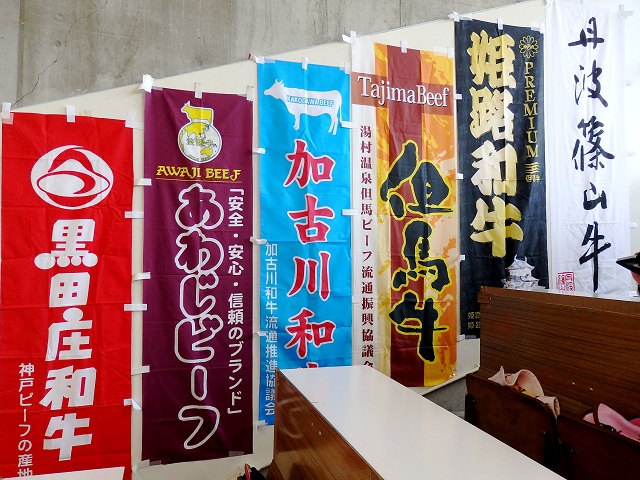 黒田庄和牛
神戸ビーフの産地
AWAJI BEEF
「安全・安心・信頼のブランド」
あわじビーフ
KAKOGAWA BEEF
加古川和
加古川和牛流通推進協議会
TajimaBeef
湯村温泉但馬ビーフ流通振興協議会
但馬牛
PREMIUM
姫路和牛
丹波篠山牛